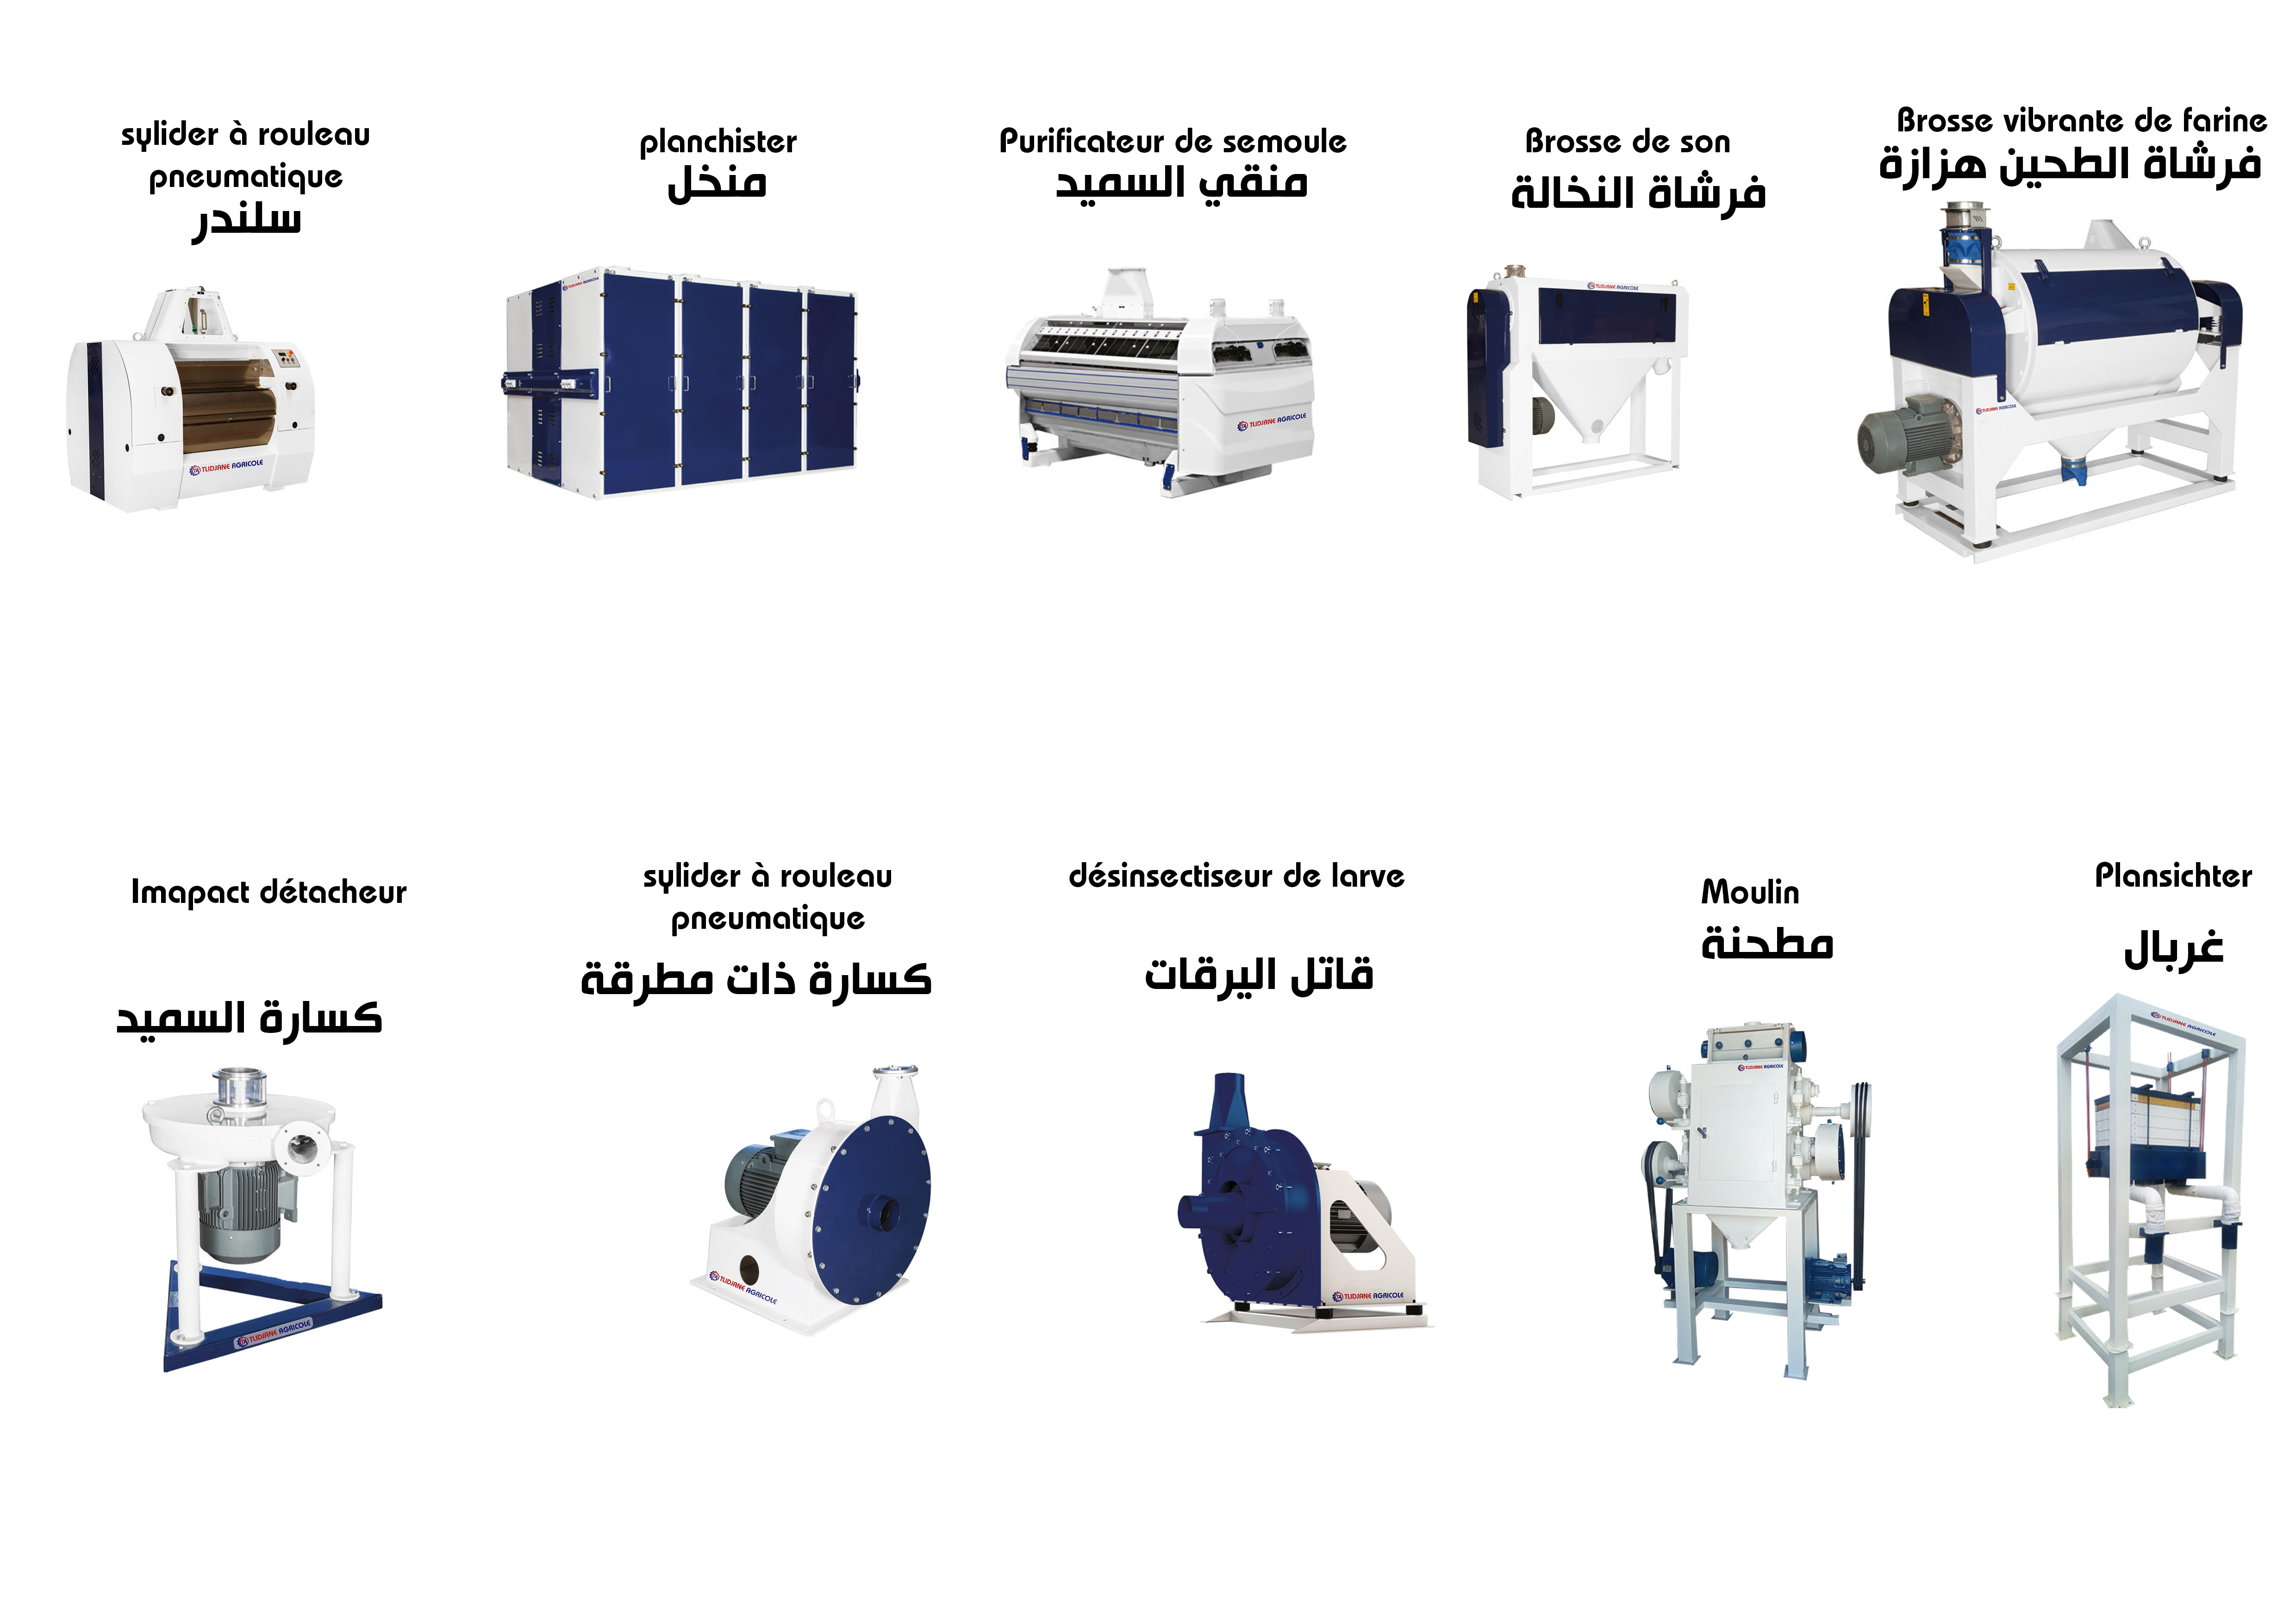 sylider à rouleau
pneumatique
سلندر
TLIDJANE AGRICOLE
planchister
منخل
TLIDJANE AGRICOLE
Purificateur de semoule
منقي السميد
TLIDJANE AGRICOLE
Brosse de son
فرشاة النخالة
TLIDJANE AGRICOLE
Brosse vibrante de farine
فرشاة الطحين هزازة
TLIDJANE AGRICOLE
Imapact détacheur
كسارة السميد
TLIDJANE AGRICOLE
sylider à rouleau
pneumatique
كسارة ذات مطرقة
TLIDJANE AGRICOLE
désinsectiseur de larve
قاتل اليرقات
TLIDJANE AGRICOLE
Moulin
مطحنة
TLIDJANE AGRICOLE
Plansichter
غربال
TLIDJANE AGRICOLE